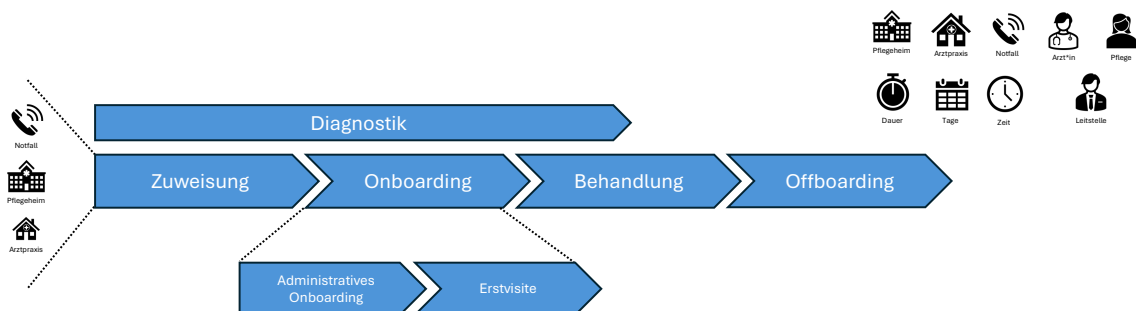 Pflegeheim
Arztpraxis
Notfall
Arzt*in
Pflege
Dauer
Tage
Zeit
Leitstelle
Notfall
Pflegeheim
Arztpraxis
Diagnostik
Zuweisung
Onboarding
Behandlung
Offboarding
Administratives
Onboarding
Erstvisite